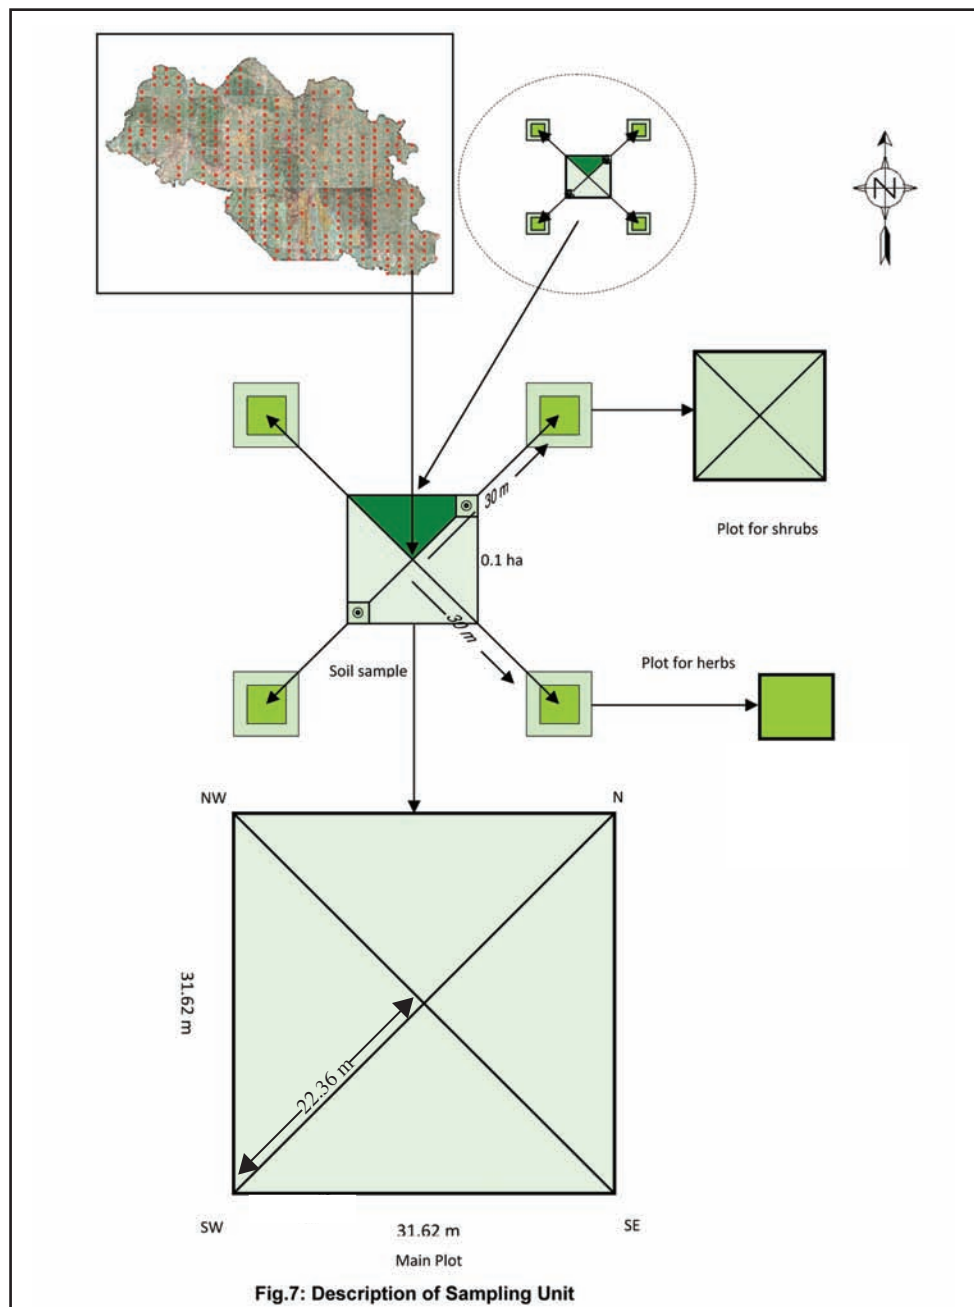 N
30 m
0.1 ha
Plot for shrubs
30 m
Soil sample
Plot for herbs
NW
N
31.62 m
22.36 m
SW
SE
31.62 m
Main Plot
Fig.7: Description of Sampling Unit